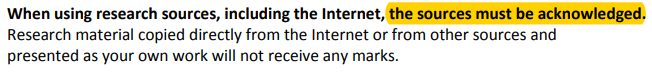 When using research sources, including the Internet, the sources must be acknowledged.
Research material copied directly from the Internet or from other sources and
presented as your own work will not receive any marks.